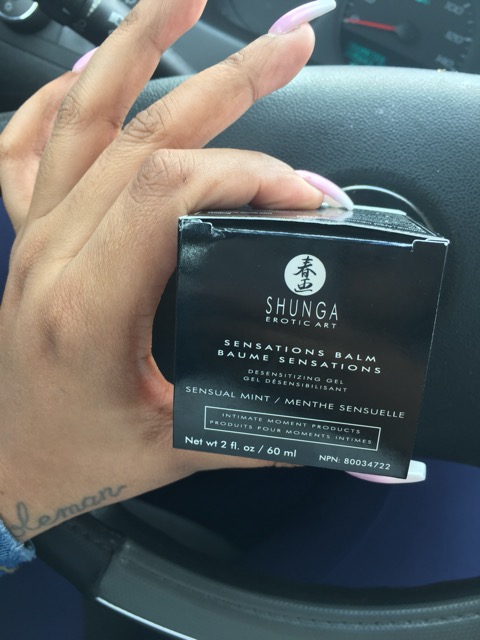 春
画
SHUNGA
EROTIC ART
SENSATIONS BALM
BAUME SENSATIONS
DESENSITIZING GEL
GEL DÉSENSIBILISANT
SENSUAL MINT / MENTHE SENSUELLE
INTIMATE MOMENT PRODUCTS
PRODUITS POUR MOMENTS INTIMES
Net wt 2 fl. oz / 60 ml
NPN: 80034722